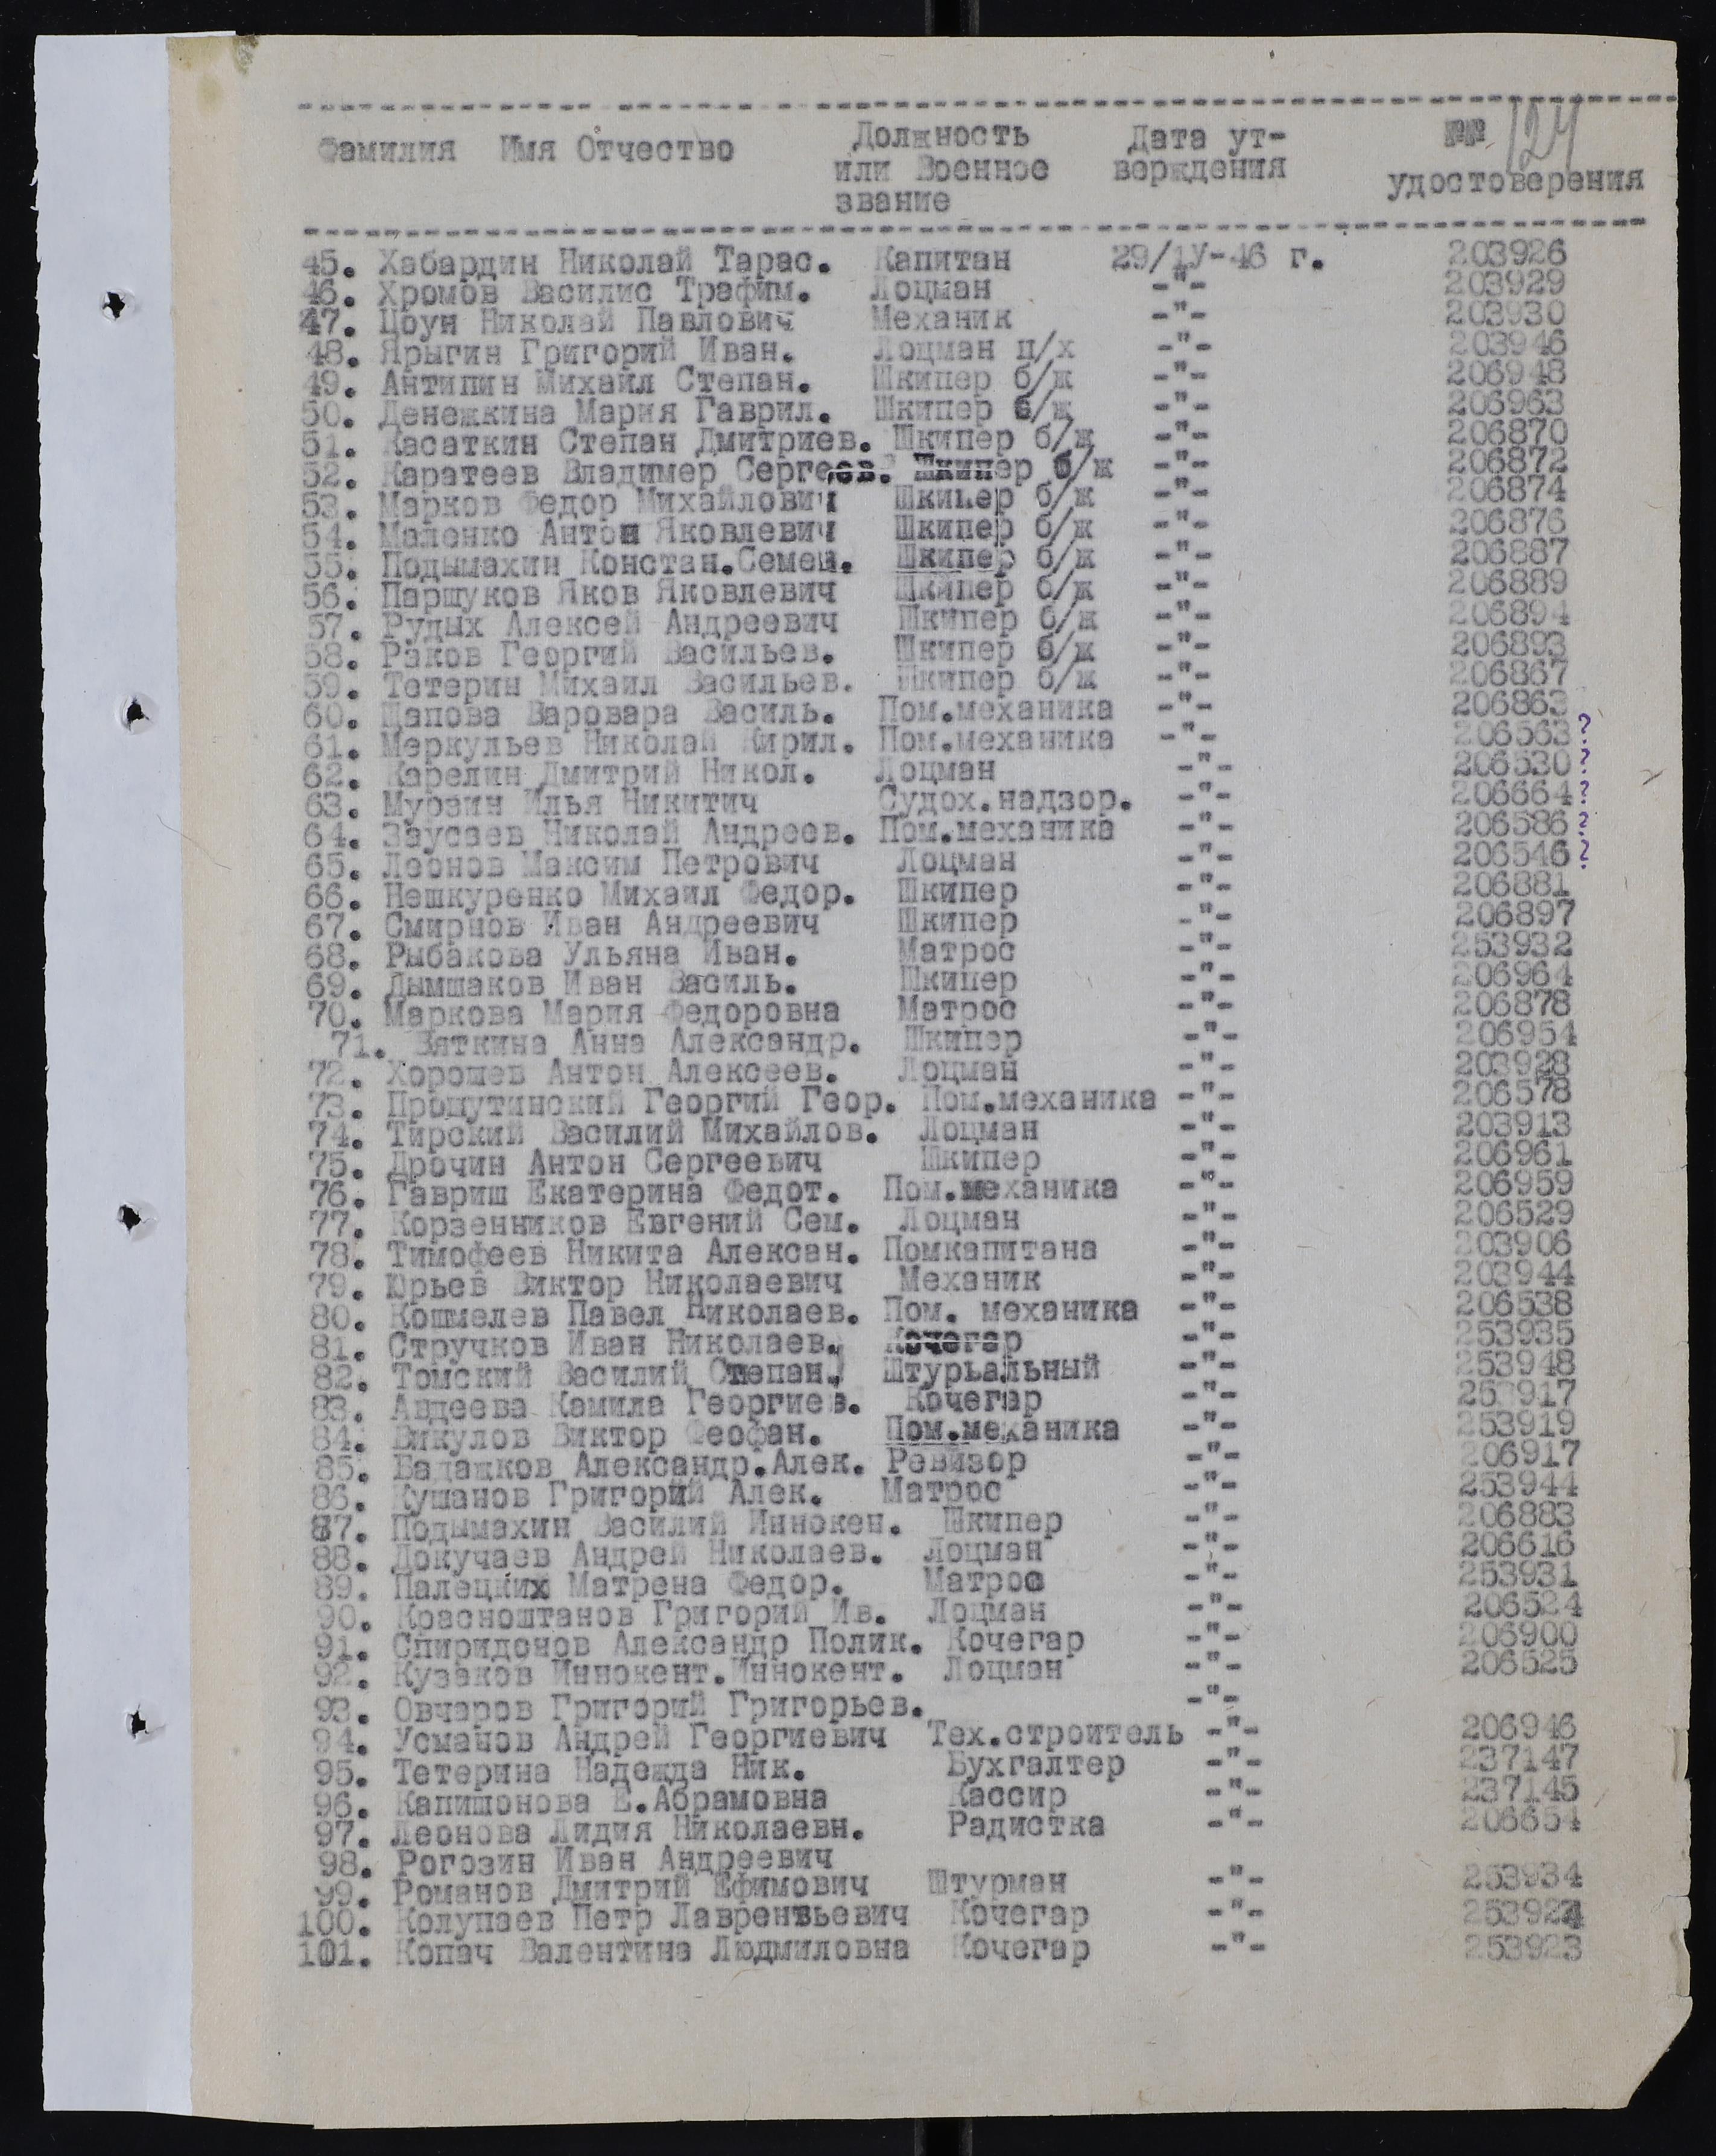 124
Фамилия Имя Отчество Должность или Военное звание Дата утверждения №№ удостоверения
45. Хабардин Николай Тарас. Капитан 29/1У-46 г. 203926
46. Хромов Василис Трафим. Лоцман -"- 203929
47. Цоун Николай Павлович Механик -"- 203930
48. Ярыгин Григорий Иван. Лоцман п/х -"- 203946
49. Антипин Михаил Степан. Шкипер б/ж -"- 206948
50. Денежкина Мария Гаврил. Шкипер б/ж -"- 206963
51. Касаткин Степан Дмитриев. Шкипер б/ж -"- 206870
52. Каратеев Владимер Сергеев. Шкипер б/ж -"- 206872
53. Марков Федор Михайлович Шкипер б/ж -"- 206874
54. Маленко Антон Яковлевич Шкипер б/ж -"- 206876
55. Подымахин Констан.Семен. Шкипер б/ж -"- 206887
56. Паршуков Яков Яковлевич Шкипер б/ж -"- 206889
57. Рудых Алексей Андреевич Шкипер б/ж -"- 206894
58. Раков Георгий Васильев. Шкипер б/ж -"- 206893
59. Тетерин Михаил Васильев. Шкипер б/ж -"- 206867
60. Щапова Варовара Василь. Пом.механика -"- 206863
61. Меркульев Николай Кирил. Пом.механика -"- 206563 ?
62. Карелин Дмитрий Никол. Лоцман -"- 206530 ?
63. Мурзин Илья Никитич Судох.надзор. -"- 206664 ?
64. Заусаев Николай Андреев. Пом.механика -"- 206586 ?
65. Леонов Максим Петрович Лоцман -"- 206546 ?
66. Нешкуренко Михаил Федор. Шкипер -"- 206881
67. Смирнов Иван Андреевич Шкипер -"- 206897
68. Рыбакова Ульяна Иван. Матрос -"- 253932
69. Дымшаков Иван Василь. Шкипер -"- 206964
70. Маркова Мария Федоровна Матрос -"- 206878
71. Вяткина Анна Александр. Шкипер -"- 206954
72. Хорошев Антон Алексеев. Лоцман -"- 203928
73. Прошутинский Георгий Геор. Пом.механика -"- 206578
74. Тирский Василий Михайлов. Лоцман -"- 203913
75. Дрочин Антон Сергеевич Шкипер -"- 206961
76. Гавриш Екатерина Федот. Пом.механика -"- 206959
77. Корзенников Евгений Сем. Лоцман -"- 206529
78. Тимофеев Никита Алексан. Помкапитана -"- 203906
79. Юрьев Виктор Николаевич Механик -"- 203944
80. Кошмелев Павел Николаев. Пом. механика -"- 206538
81. Стручков Иван Николаев. Кочегар -"- 253935
82. Томский Василий Степан. Штурвальный -"- 253948
83. Авдеева Камила Георгиев. Кочегар -"- 253917
84. Викулов Виктор Феофан. Пом.механика -"- 253919
85. Бадашков Александр.Алек. Ревизор -"- 206917
86. Кушанов Григорий Алек. Матрос -"- 253944
87. Подымахин Василий Иннокен. Шкипер -"- 206883
88. Докучаев Андрей Николаев. Лоцман -"- 206616
89. Палецких Матрена Федор. Матрос -"- 253931
90. Красноштанов Григорий Ив. Лоцман -"- 206524
91. Спиридонов Александр Полик. Кочегар -"- 206900
92. Кузаков Иннокент.Иннокент. Лоцман -"- 206525
93. Овчаров Григорий Григорьев. -"-
94. Усманов Андрей Георгиевич Тех.строитель -"- 206946
95. Тетерина Надежда Ник. Бухгалтер -"- 237147
96. Капишонова Е.Абрамовна Кассир -"- 237145
97. Леонова Лидия Николаевн. Радистка -"- 206654
98. Рогозин Иван Андреевич
99. Романов Дмитрий Ефимович Штурман -"- 253934
100. Колупаев Петр Лаврентьевич Кочегар -"- 253924
101. Копач Валентина Людмиловна Кочегар -"- 253923